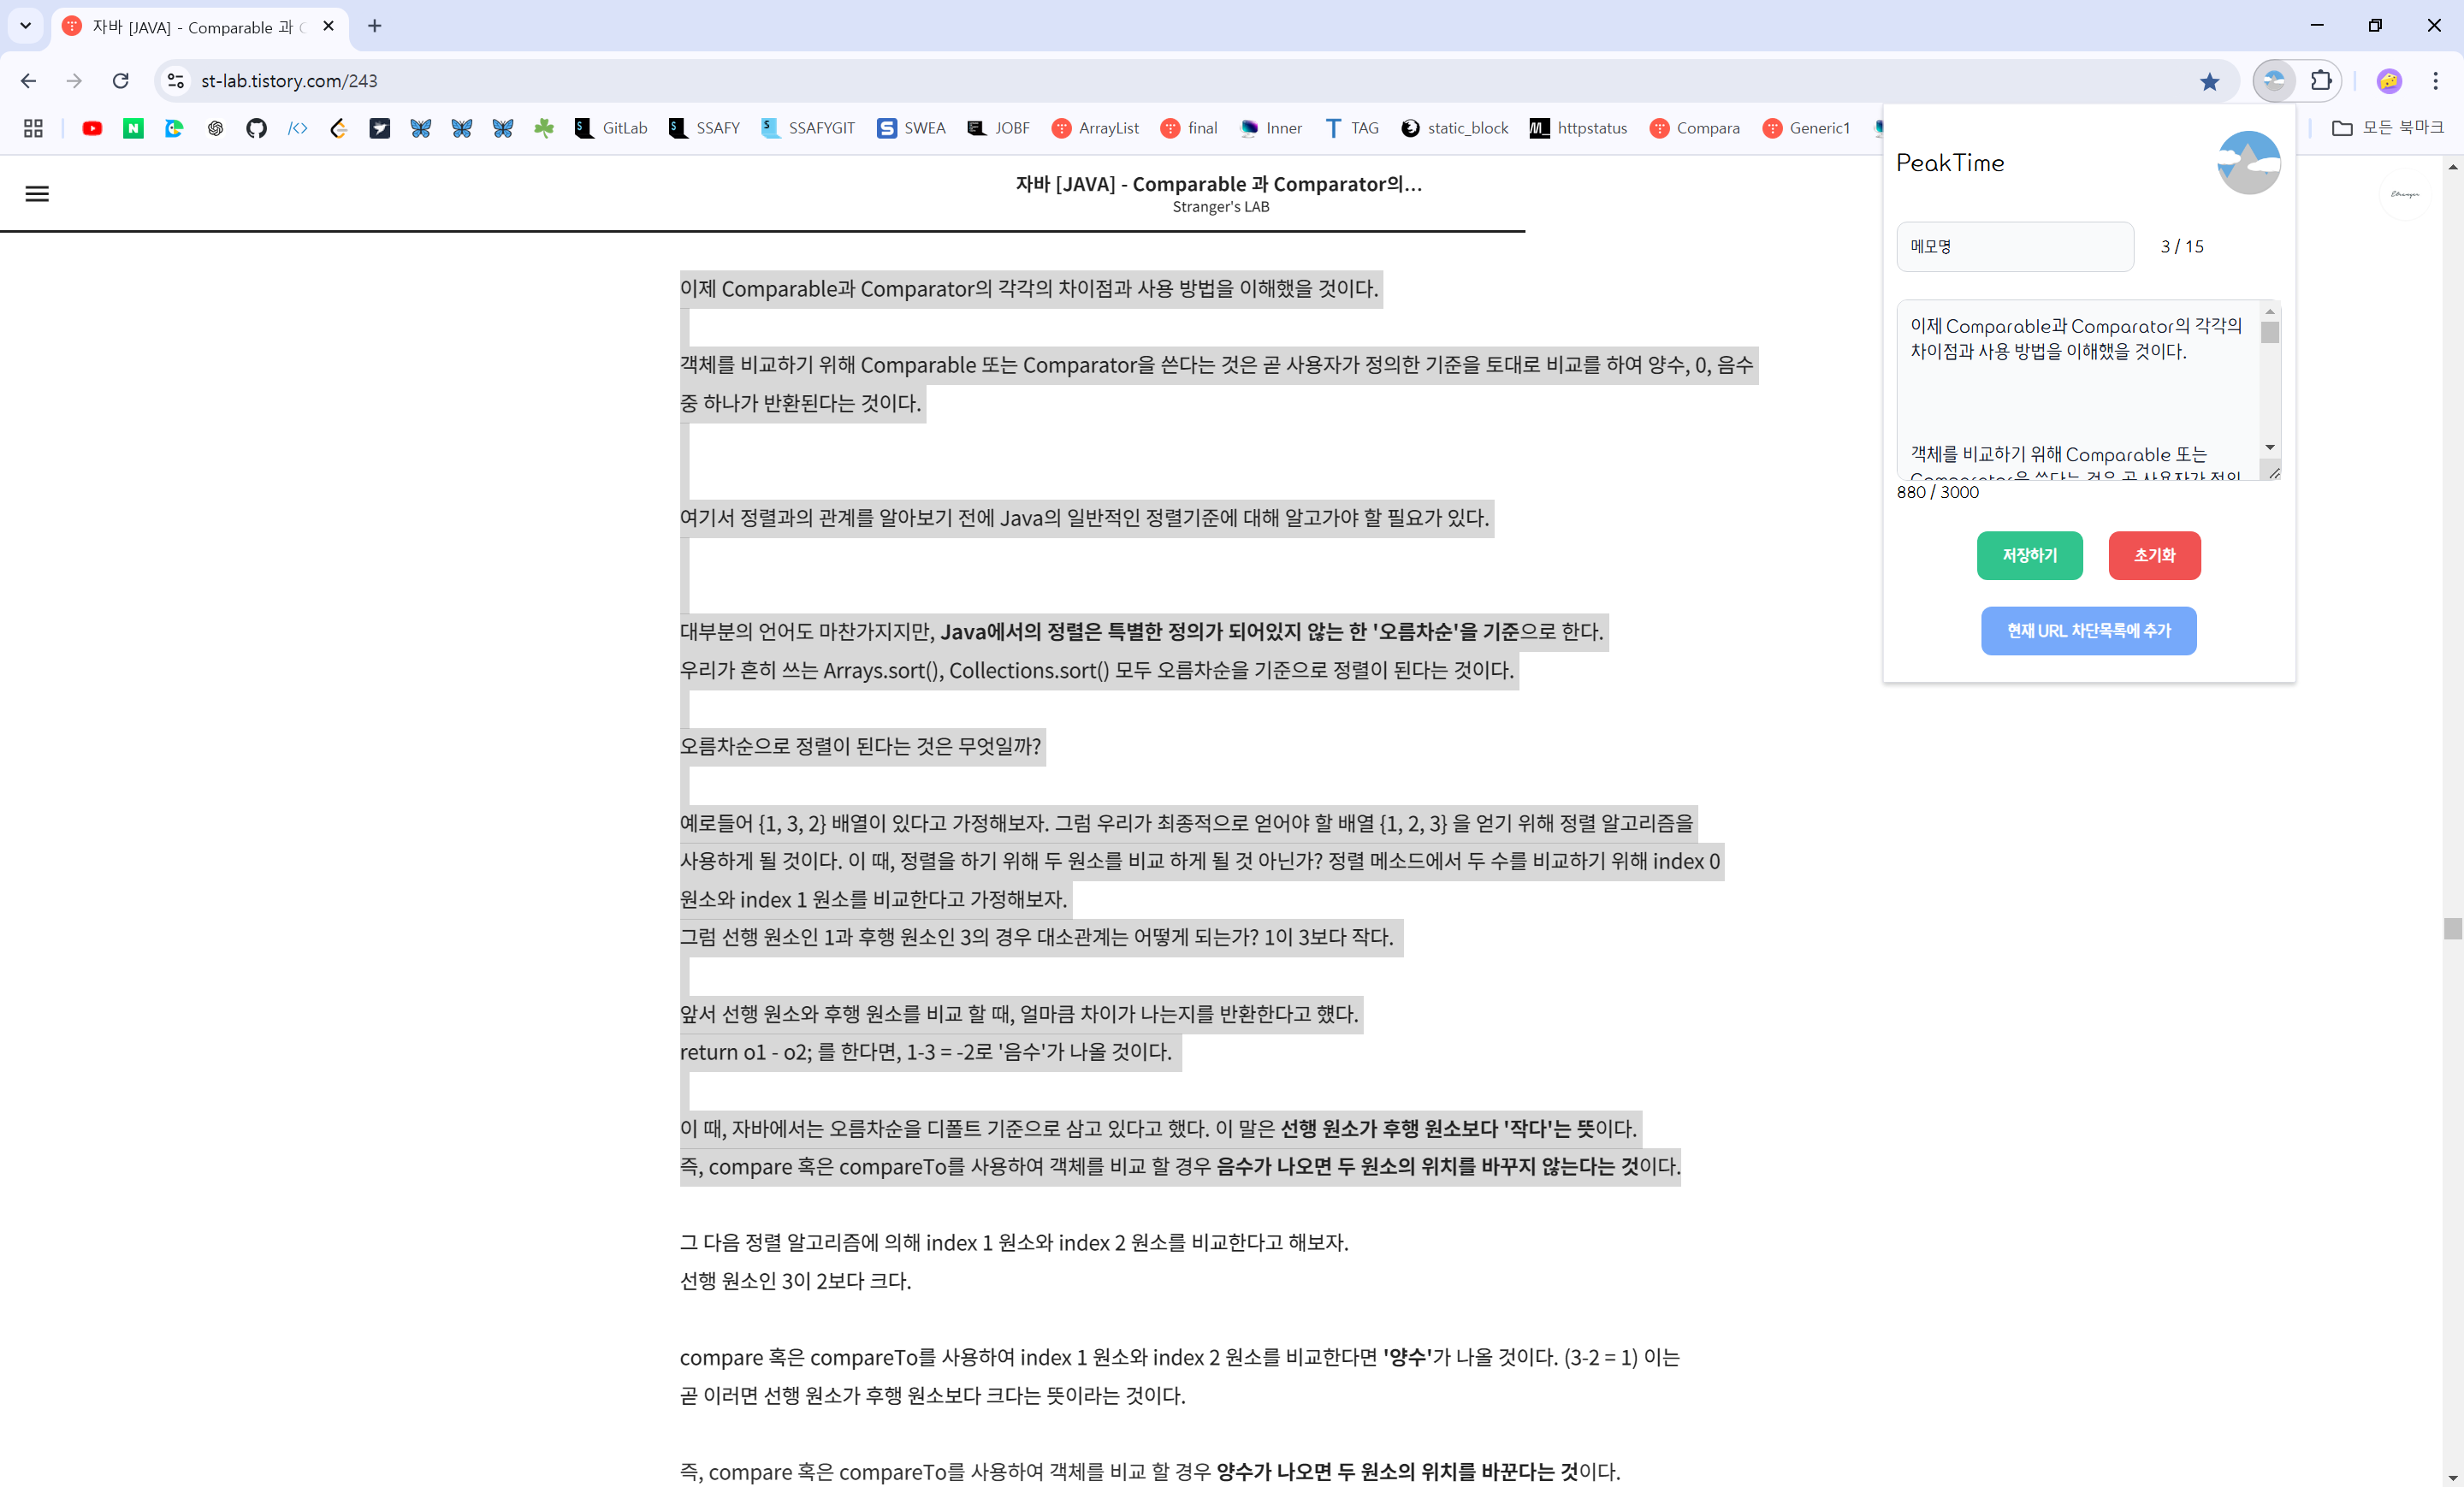 자바 [JAVA] - Comparable 과
st-lab.tistory.com/243
GitLab SSAFY SSAFYGIT SWEA JOBF ArrayList final Inner TAG static_block httpstatus Compara Generic1 모든 북마크
자바 [JAVA] - Comparable 과 Comparator의...
Stranger's LAB
이제 Comparable과 Comparator의 각각의 차이점과 사용 방법을 이해했을 것이다.
객체를 비교하기 위해 Comparable 또는 Comparator을 쓴다는 것은 곧 사용자가 정의한 기준을 토대로 비교를 하여 양수, 0, 음수
중 하나가 반환된다는 것이다.
여기서 정렬과의 관계를 알아보기 전에 Java의 일반적인 정렬기준에 대해 알고가야 할 필요가 있다.
대부분의 언어도 마찬가지지만, Java에서의 정렬은 특별한 정의가 되어있지 않는 한 '오름차순'을 기준으로 한다.
우리가 흔히 쓰는 Arrays.sort(), Collections.sort() 모두 오름차순을 기준으로 정렬이 된다는 것이다.
오름차순으로 정렬이 된다는 것은 무엇일까?
예로들어 {1, 3, 2} 배열이 있다고 가정해보자. 그럼 우리가 최종적으로 얻어야 할 배열 {1, 2, 3} 을 얻기 위해 정렬 알고리즘을
사용하게 될 것이다. 이 때, 정렬을 하기 위해 두 원소를 비교 하게 될 것 아닌가? 정렬 메소드에서 두 수를 비교하기 위해 index 0
원소와 index 1 원소를 비교한다고 가정해보자.
그럼 선행 원소인 1과 후행 원소인 3의 경우 대소관계는 어떻게 되는가? 1이 3보다 작다.
앞서 선행 원소와 후행 원소를 비교 할 때, 얼마큼 차이가 나는지를 반환한다고 했다.
return o1 - o2; 를 한다면, 1-3 = -2로 '음수'가 나올 것이다.
이 때, 자바에서는 오름차순을 디폴트 기준으로 삼고 있다고 했다. 이 말은 선행 원소가 후행 원소보다 '작다'는 뜻이다.
즉, compare 혹은 compareTo를 사용하여 객체를 비교 할 경우 음수가 나오면 두 원소의 위치를 바꾸지 않는다는 것이다.
그 다음 정렬 알고리즘에 의해 index 1 원소와 index 2 원소를 비교한다고 해보자.
선행 원소인 3이 2보다 크다.
compare 혹은 compareTo를 사용하여 index 1 원소와 index 2 원소를 비교한다면 '양수'가 나올 것이다. (3-2 = 1) 이는
곧 이러면 선행 원소가 후행 원소보다 크다는 뜻이라는 것이다.
즉, compare 혹은 compareTo를 사용하여 객체를 비교 할 경우 양수가 나오면 두 원소의 위치를 바꾼다는 것이다.
PeakTime
메모명
3 / 15
이제 Comparable과 Comparator의 각각의
차이점과 사용 방법을 이해했을 것이다.
객체를 비교하기 위해 Comparable 또는
Comparator을 쓴다는 것은 곧 사용자가 정의
880 / 3000
저장하기
초기화
현재 URL 차단목록에 추가